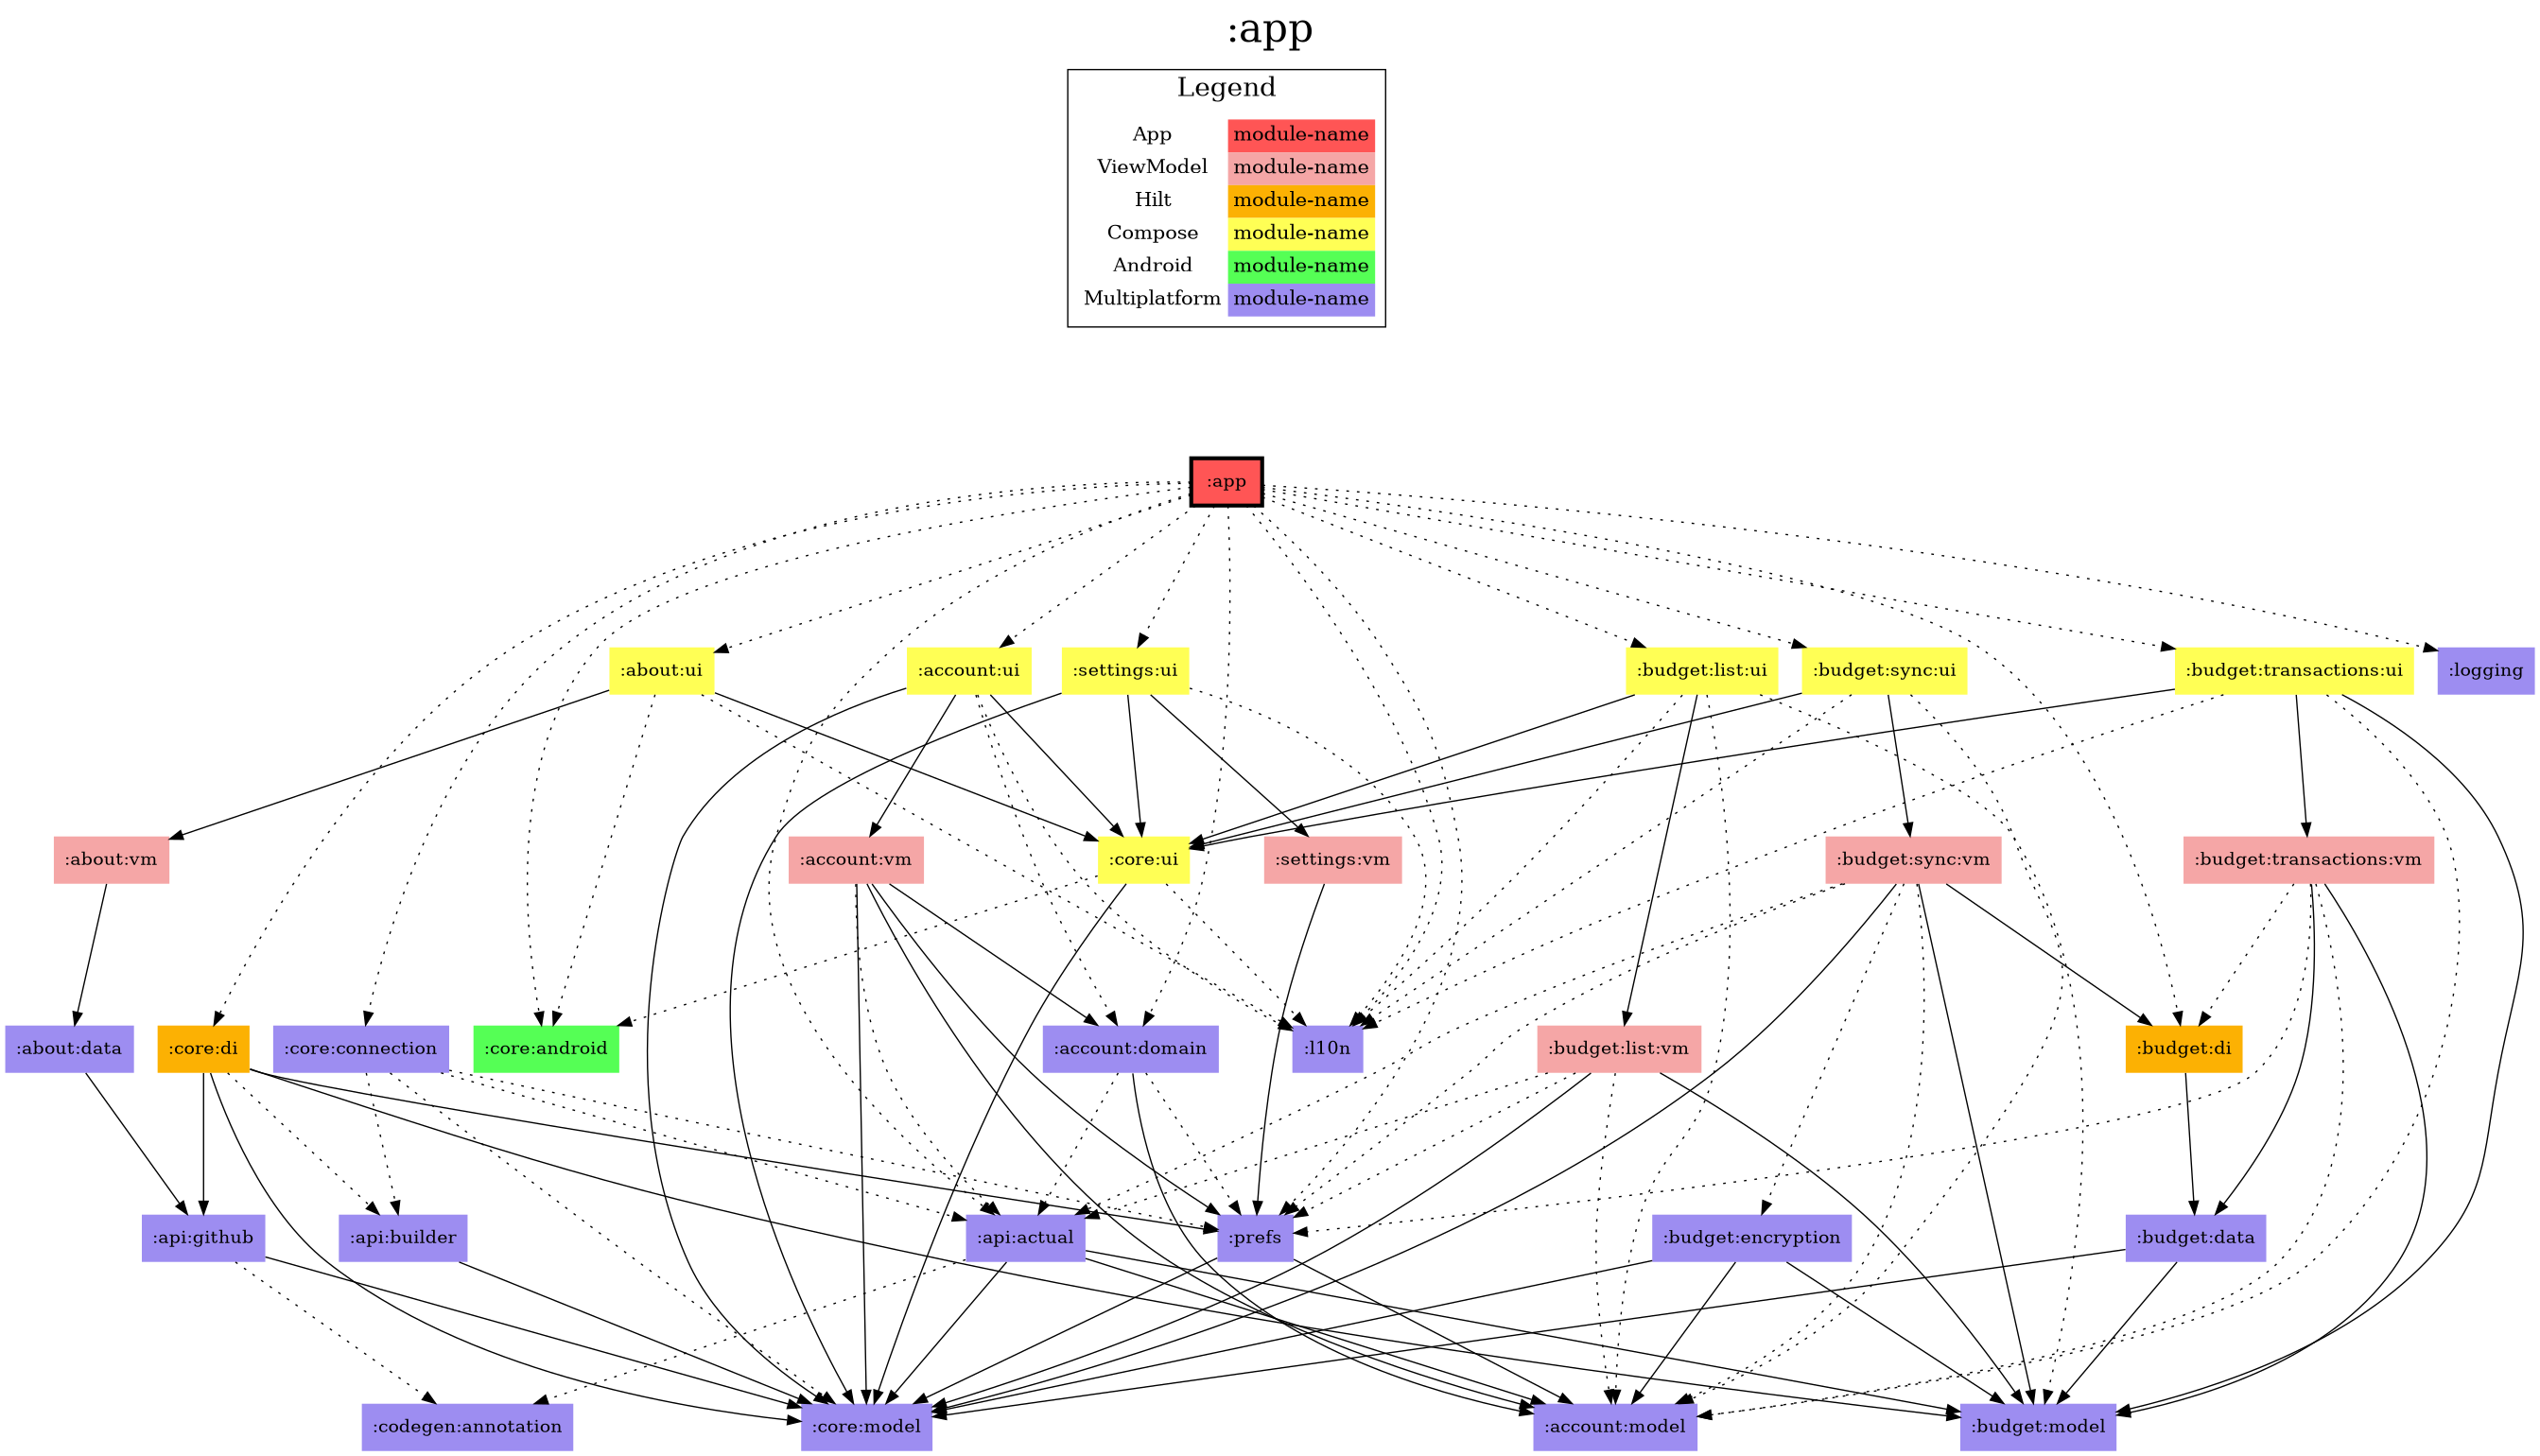 :app
Legend
App module-name
ViewModel module-name
Hilt module-name
Compose module-name
Android module-name
Multiplatform module-name
:app
:about:ui :account:ui :settings:ui :budget:list:ui :budget:sync:ui :budget:transactions:ui :logging
:about:vm :account:vm :core:ui :settings:vm :budget:sync:vm :budget:transactions:vm
:about:data :core:di :core:connection :core:android :account:domain :l10n :budget:list:vm :budget:di
:api:github :api:builder :api:actual :prefs :budget:encryption :budget:data
:codegen:annotation :core:model :account:model :budget:model